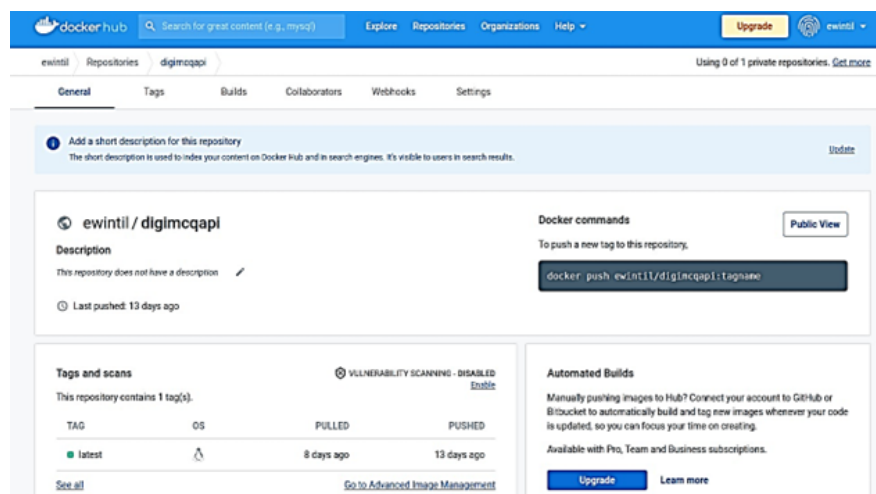 docker hub
Search for great content (e.g., mysql)
Explore
Repositories
Organizations
Help
Upgrade
ewintil
ewintil
Repositories
digimcqapi
Using 0 of 1 private repositories. Get more
General
Tags
Builds
Collaborators
Webhooks
Settings
Add a short description for this repository
The short description is used to index your content on Docker Hub and in search engines. It's visible to users in search results.
Update
ewintil / digimcqapi
Description
This repository does not have a description
Last pushed: 13 days ago
Docker commands
Public View
To push a new tag to this repository,
docker push ewintil/digimcqapi:tagname
Tags and scans
VULNERABILITY SCANNING - DISABLED
Enable
This repository contains 1 tag(s).
TAG
OS
PULLED
PUSHED
latest
8 days ago
13 days ago
See all
Go to Advanced Image Management
Automated Builds
Manually pushing images to Hub? Connect your account to GitHub or
Bitbucket to automatically build and tag new images whenever your code
is updated, so you can focus your time on creating.
Available with Pro, Team and Business subscriptions.
Upgrade
Learn more